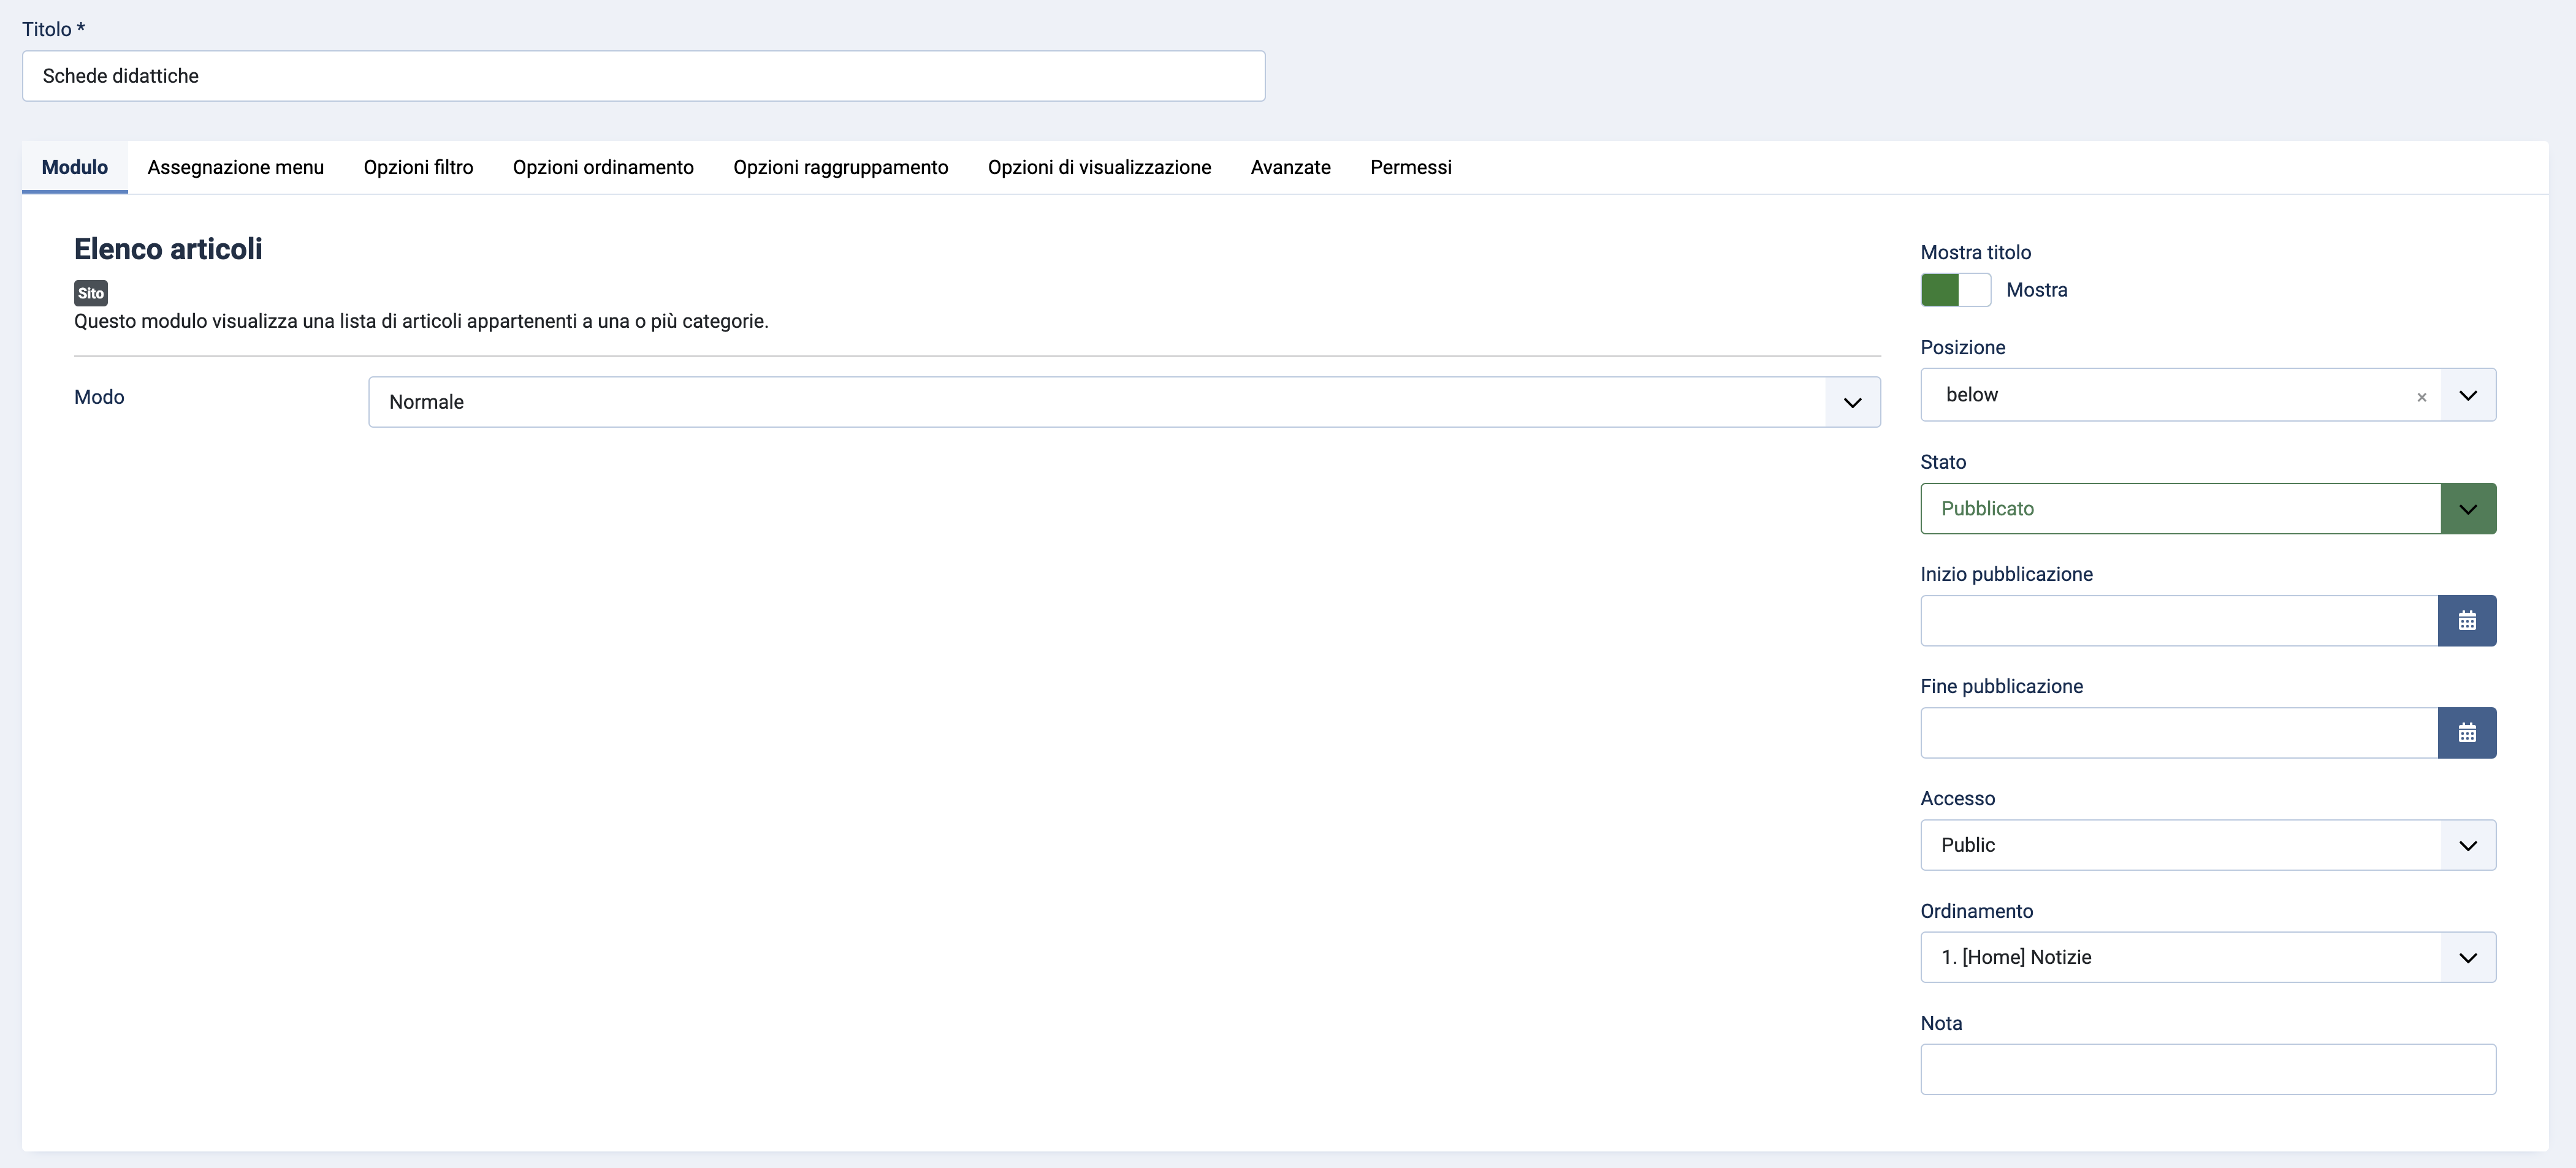 Titolo *
Schede didattiche
Modulo Assegnazione menu Opzioni filtro Opzioni ordinamento Opzioni raggruppamento Opzioni di visualizzazione Avanzate Permessi
Elenco articoli
Sito
Questo modulo visualizza una lista di articoli appartenenti a una o più categorie.
Modo
Normale
Mostra titolo
Mostra
Posizione
below ×
Stato
Pubblicato
Inizio pubblicazione
Fine pubblicazione
Accesso
Public
Ordinamento
1. [Home] Notizie
Nota